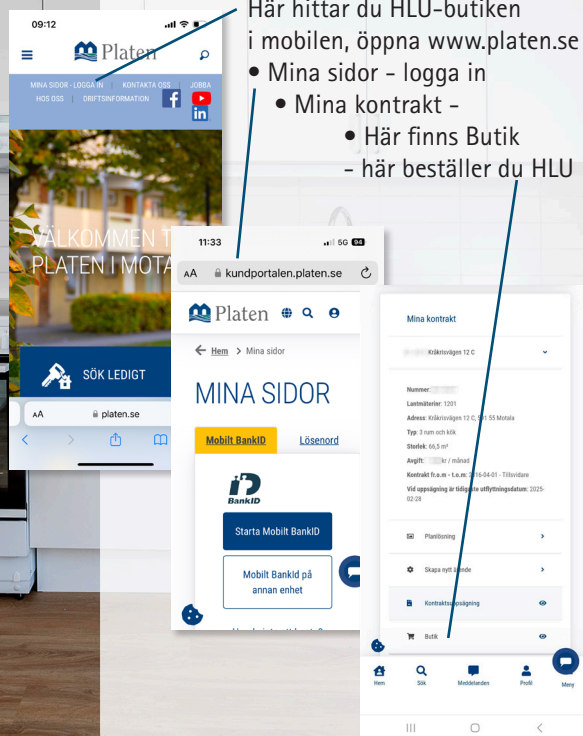 Här hittar du HLU-butiken
i mobilen, öppna www.platen.se
• Mina sidor - logga in
• Mina kontrakt -
• Här finns Butik
- här beställer du HLU
09:12
Platen
MINA SIDOR - LOGGA IN | KONTAKTA OSS | JOBBA
HOS OSS | DRIFTSINFORMATION
VÄLKOMMEN T
PLATEN I MOTA
SÖK LEDIGT
AA platen.se
11:33 5G 94
AA kundportalen.platen.se
Platen
Hem > Mina sidor
MINA SIDOR
Mobilt BankID Lösenord
BankID
Starta Mobilt BankID
Mobilt BankId på
annan enhet
Mina kontrakt
Kråkrisvägen 12 C
Nummer:
Lantmäterinr: 1201
Adress: Kråkrisvägen 12 C, 591 55 Motala
Typ: 3 rum och kök
Storlek: 66,5 m²
Avgift: kr / månad
Kontrakt fr.o.m - t.o.m: 2016-04-01 - Tillsvidare
Vid uppsägning är tidigaste utflyttningsdatum: 2025-
02-28
Planlösning
Skapa nytt ärende
Kontraktsuppsägning
Butik
Hem Sök Meddelanden Profil Meny